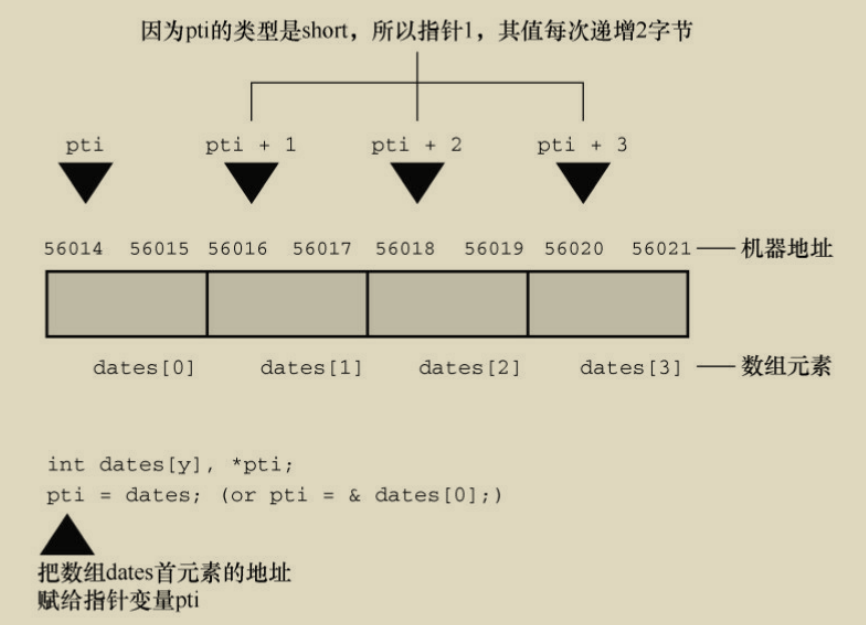 因为pti的类型是short，所以指针1，其值每次递增2字节
pti pti + 1 pti + 2 pti + 3
56014 56015 56016 56017 56018 56019 56020 56021 机器地址
dates[0] dates[1] dates[2] dates[3] 数组元素
int dates[y], *pti;
pti = dates; (or pti = & dates[0];)
把数组dates首元素的地址
赋给指针变量pti